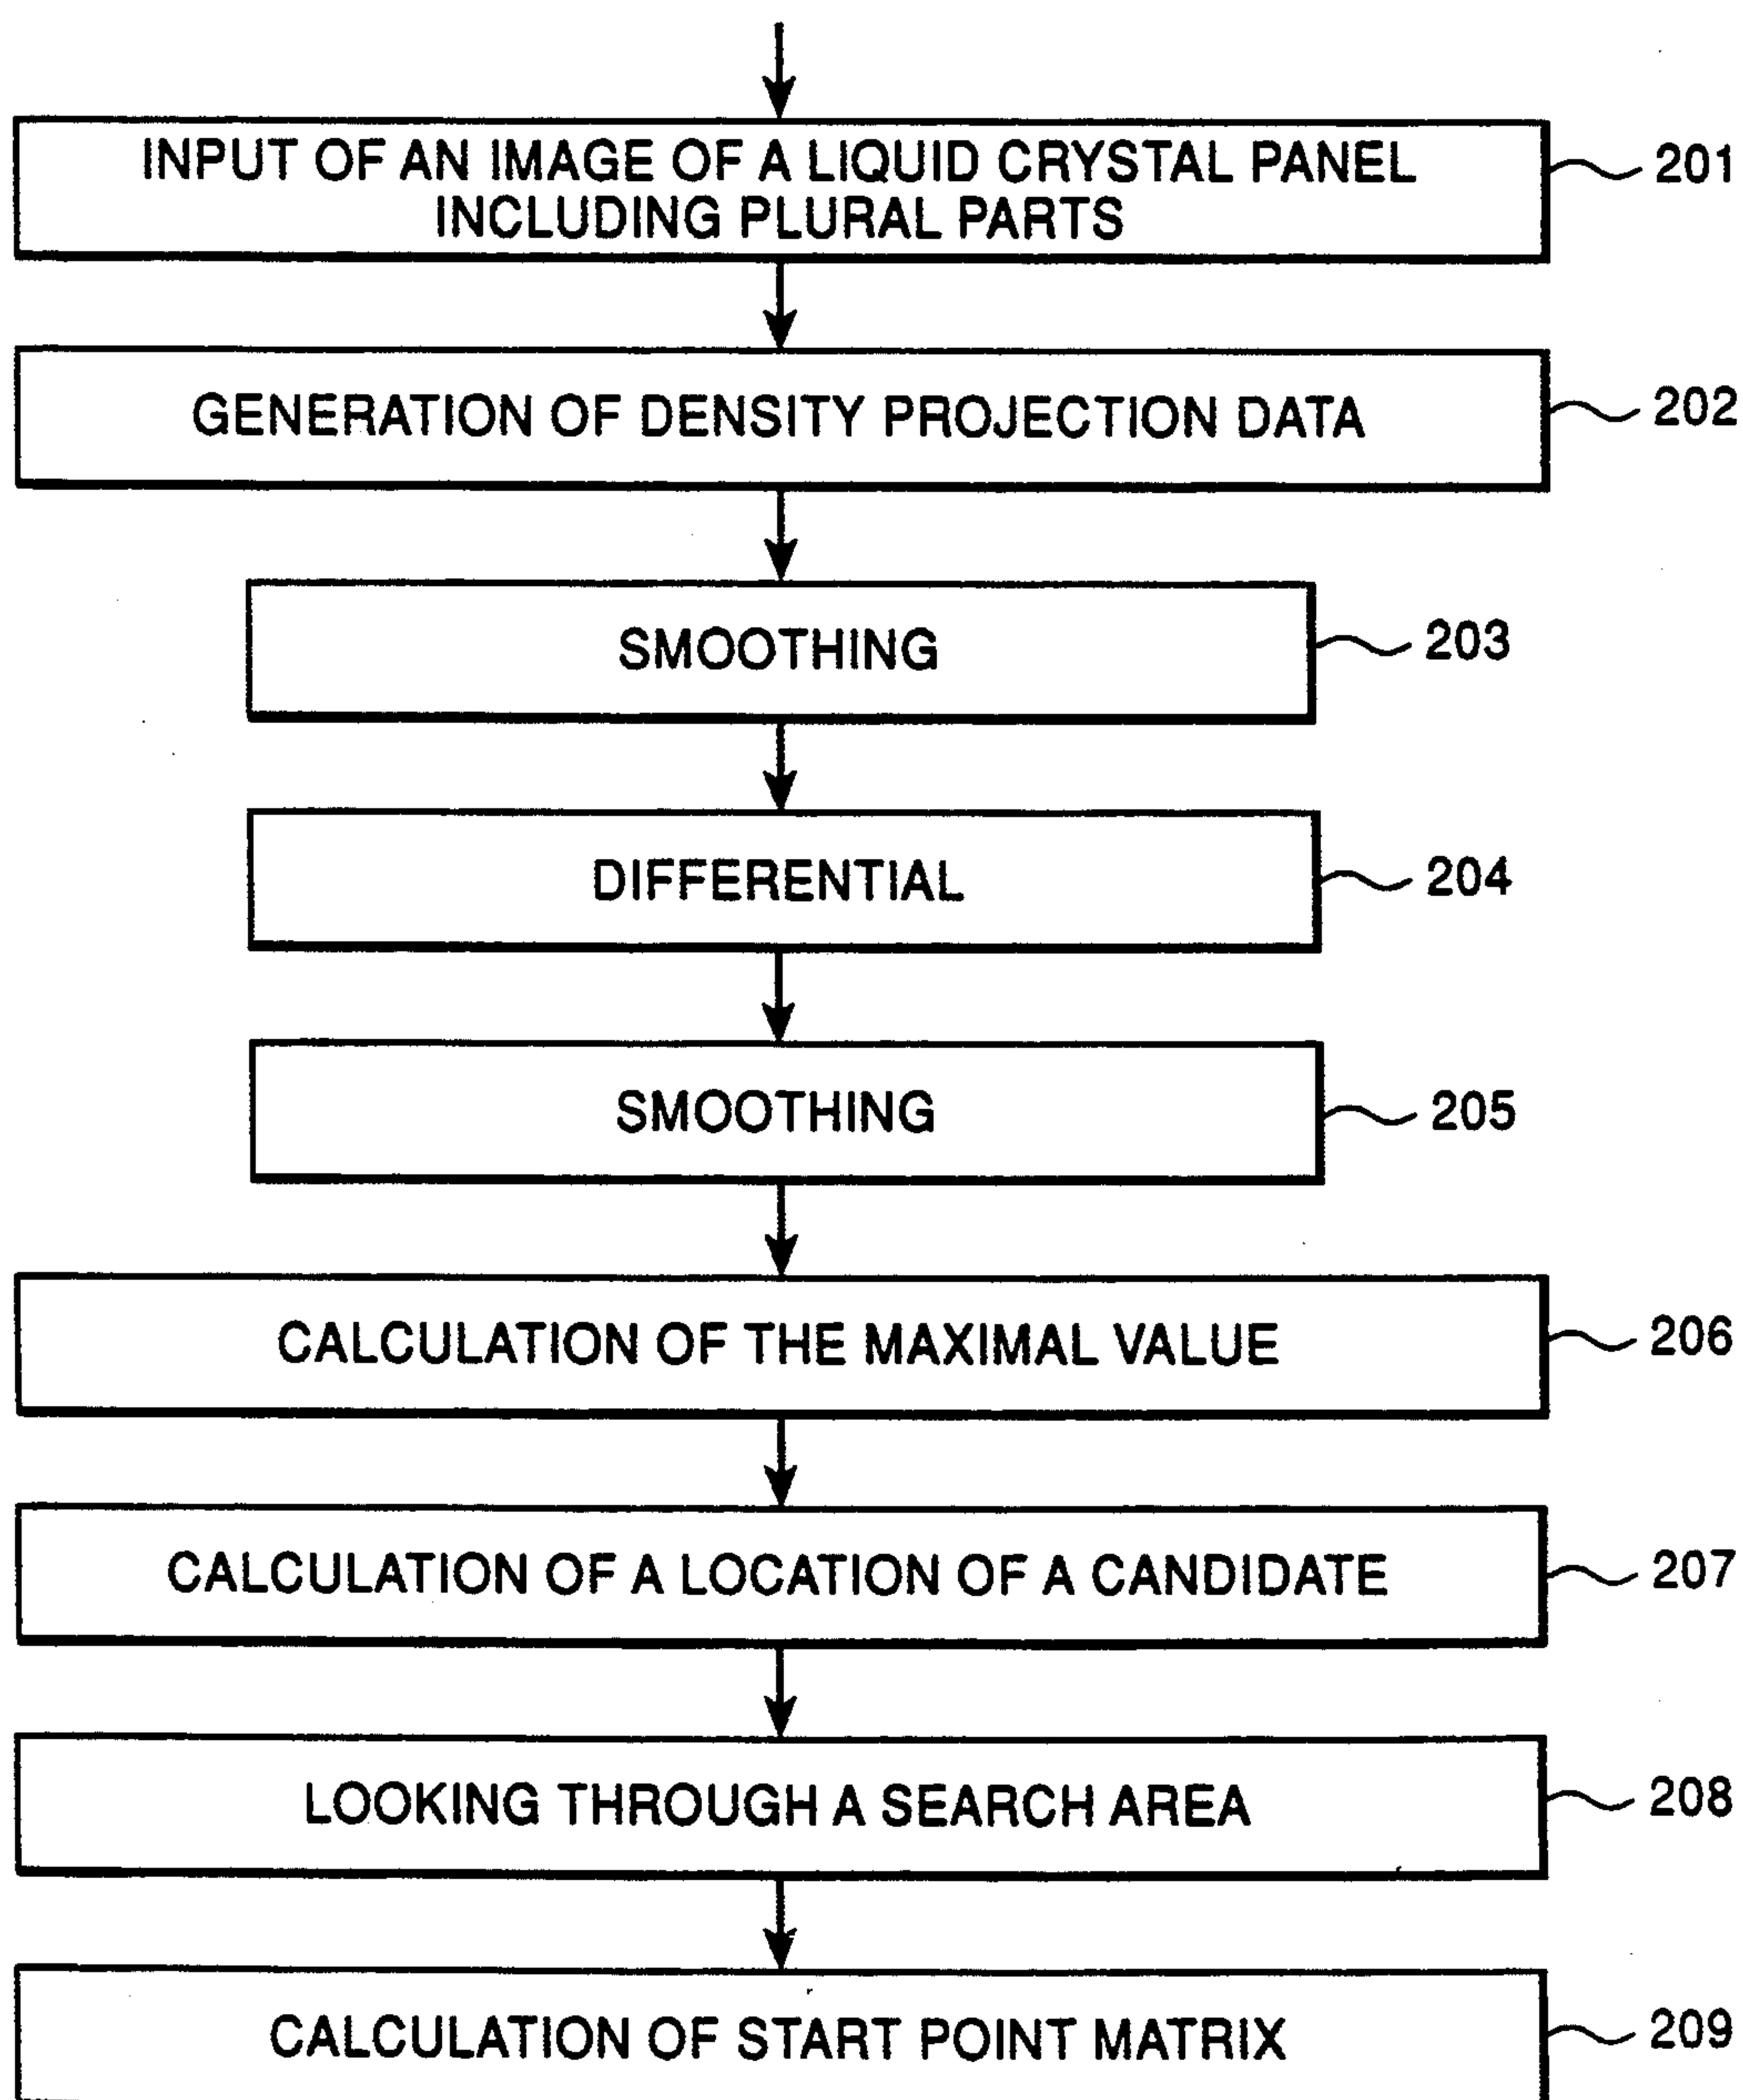 INPUT OF AN IMAGE OF A LIQUID CRYSTAL PANEL
INCLUDING PLURAL PARTS
201
GENERATION OF DENSITY PROJECTION DATA
202
SMOOTHING
203
DIFFERENTIAL
204
SMOOTHING
205
CALCULATION OF THE MAXIMAL VALUE
206
CALCULATION OF A LOCATION OF A CANDIDATE
207
LOOKING THROUGH A SEARCH AREA
208
CALCULATION OF START POINT MATRIX
209